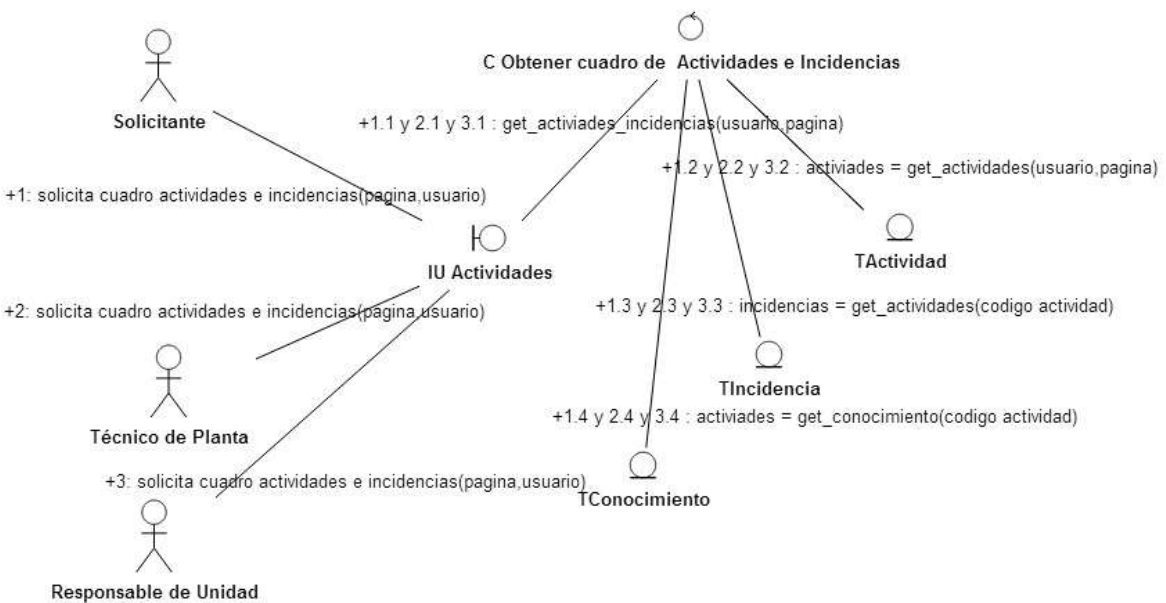 C Obtener cuadro de Actividades e Incidencias
Solicitante
+1.1 y 2.1 y 3.1 : get_activiades_incidencias(usuario,pagina)
+1.2 y 2.2 y 3.2 : activiades = get_actividades(usuario,pagina)
+1: solicita cuadro actividades e incidencias(pagina,usuario)
TActividad
IU Actividades
+1.3 y 2.3 y 3.3 : incidencias = get_actividades(codigo actividad)
+2: solicita cuadro actividades e incidencias(pagina,usuario)
TIncidencia
+1.4 y 2.4 y 3.4 : activiades = get_conocimiento(codigo actividad)
Técnico de Planta
+3: solicita cuadro actividades e incidencias(pagina,usuario)
TConocimiento
Responsable de Unidad